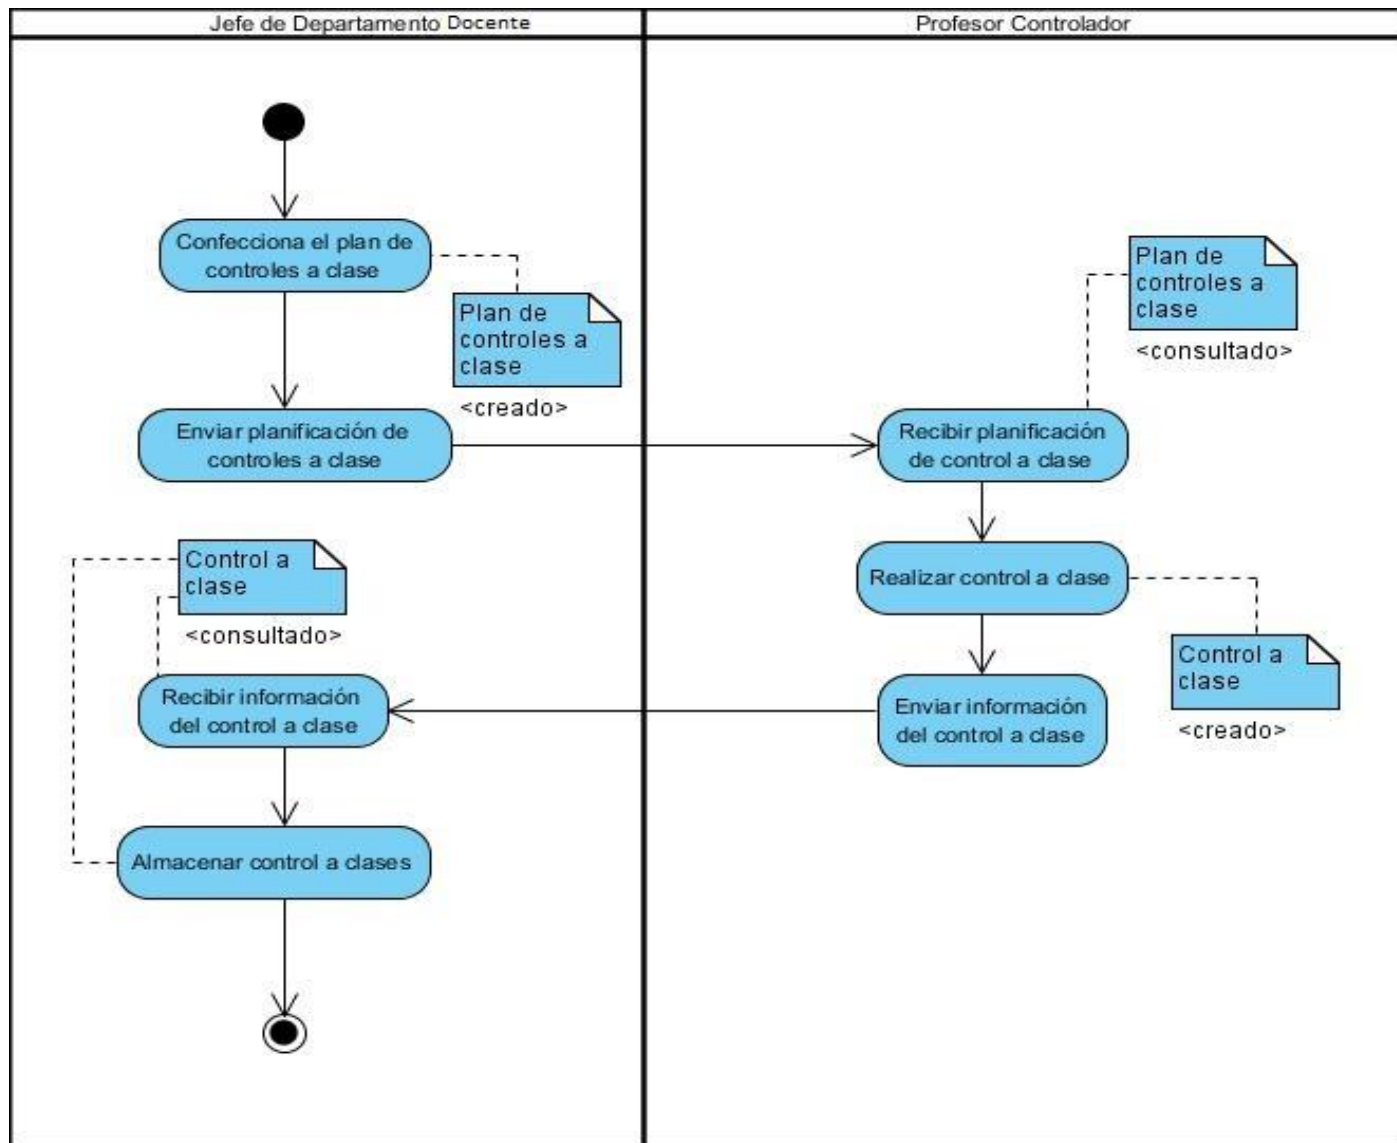 Jefe de Departamento Docente
Profesor Controlador
Confecciona el plan de
controles a clase
Plan de
controles a
clase
<creado>
Plan de
controles a
clase
<consultado>
Enviar planificación de
controles a clase
Recibir planificación
de control a clase
Control a
clase
<consultado>
Realizar control a clase
Control a
clase
<creado>
Recibir información
del control a clase
Enviar información
del control a clase
Almacenar control a clases